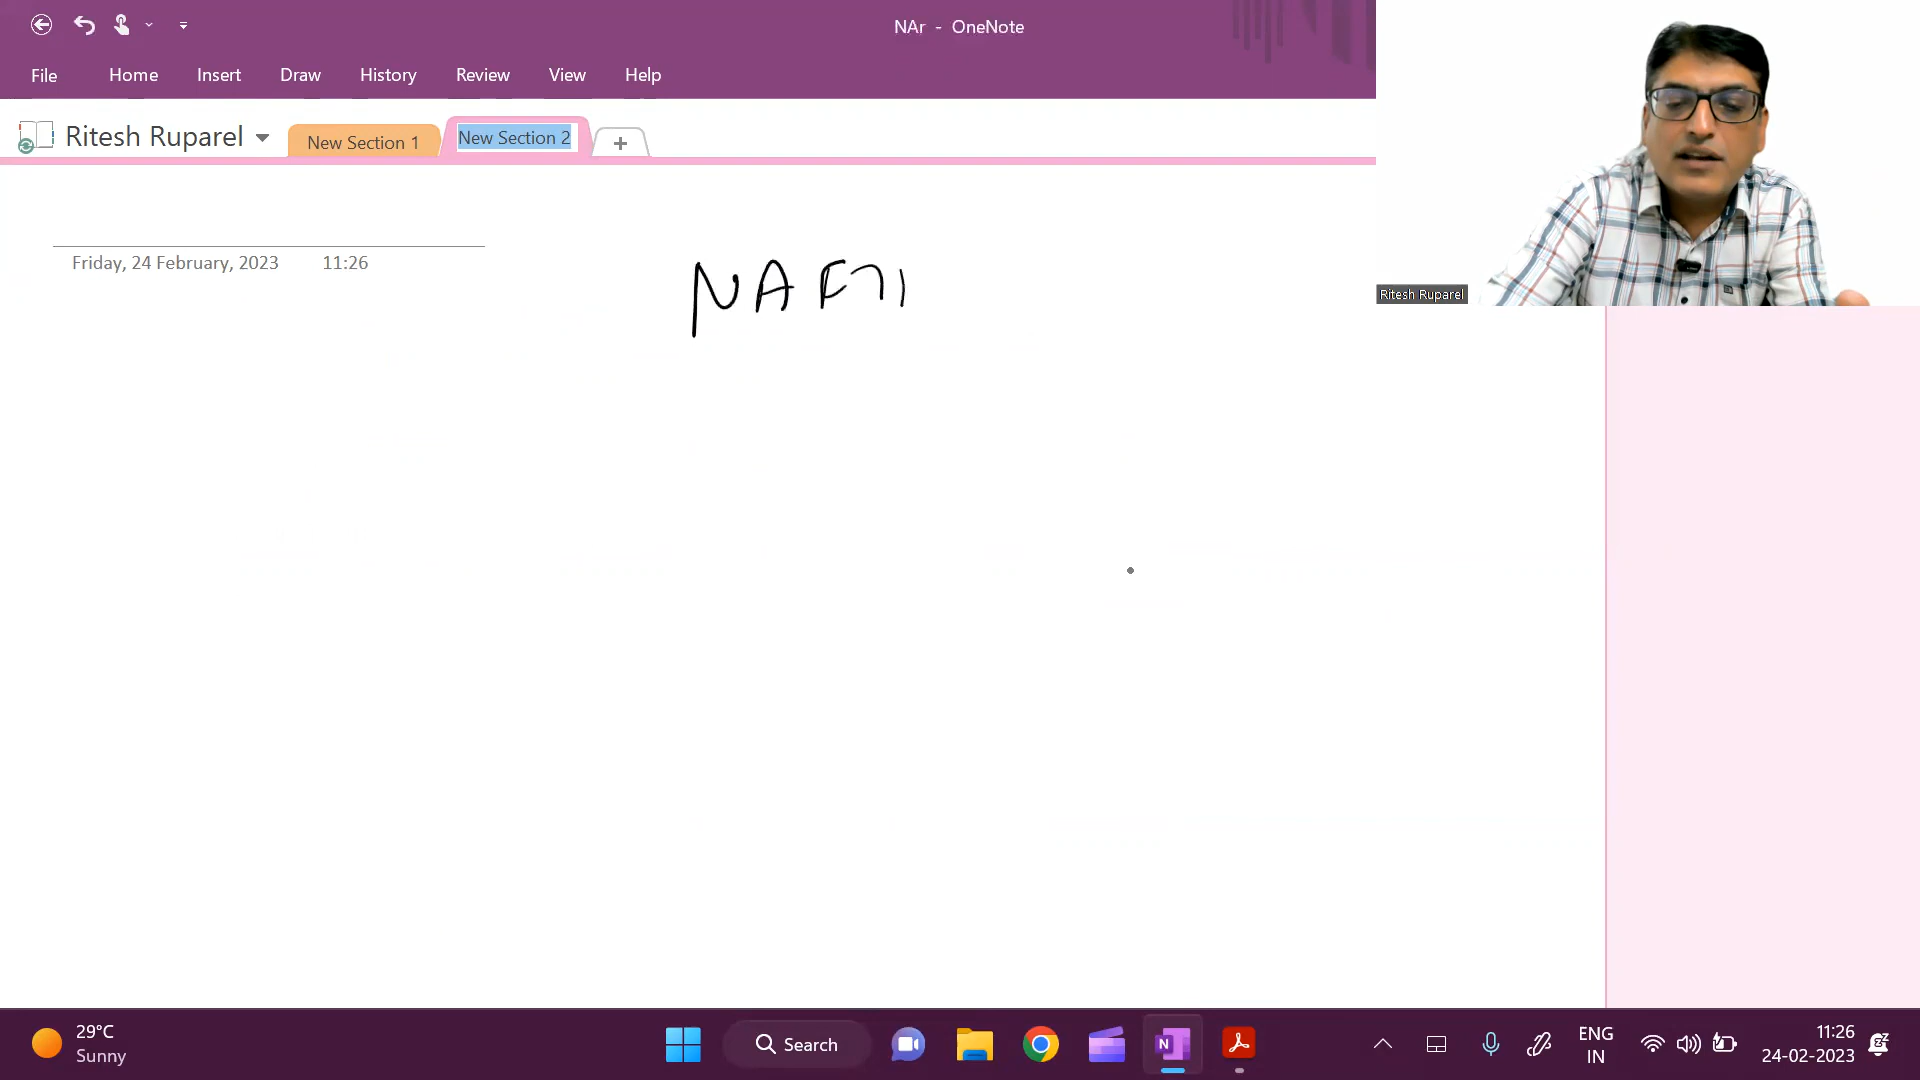 NAr - OneNote
File Home Insert Draw History Review View Help
Ritesh Ruparel New Section 1 New Section 2 +
Friday, 24 February, 2023 11:26
Ritesh Ruparel
29°C
Sunny
Search
ENG
IN
11:26
24-02-2023